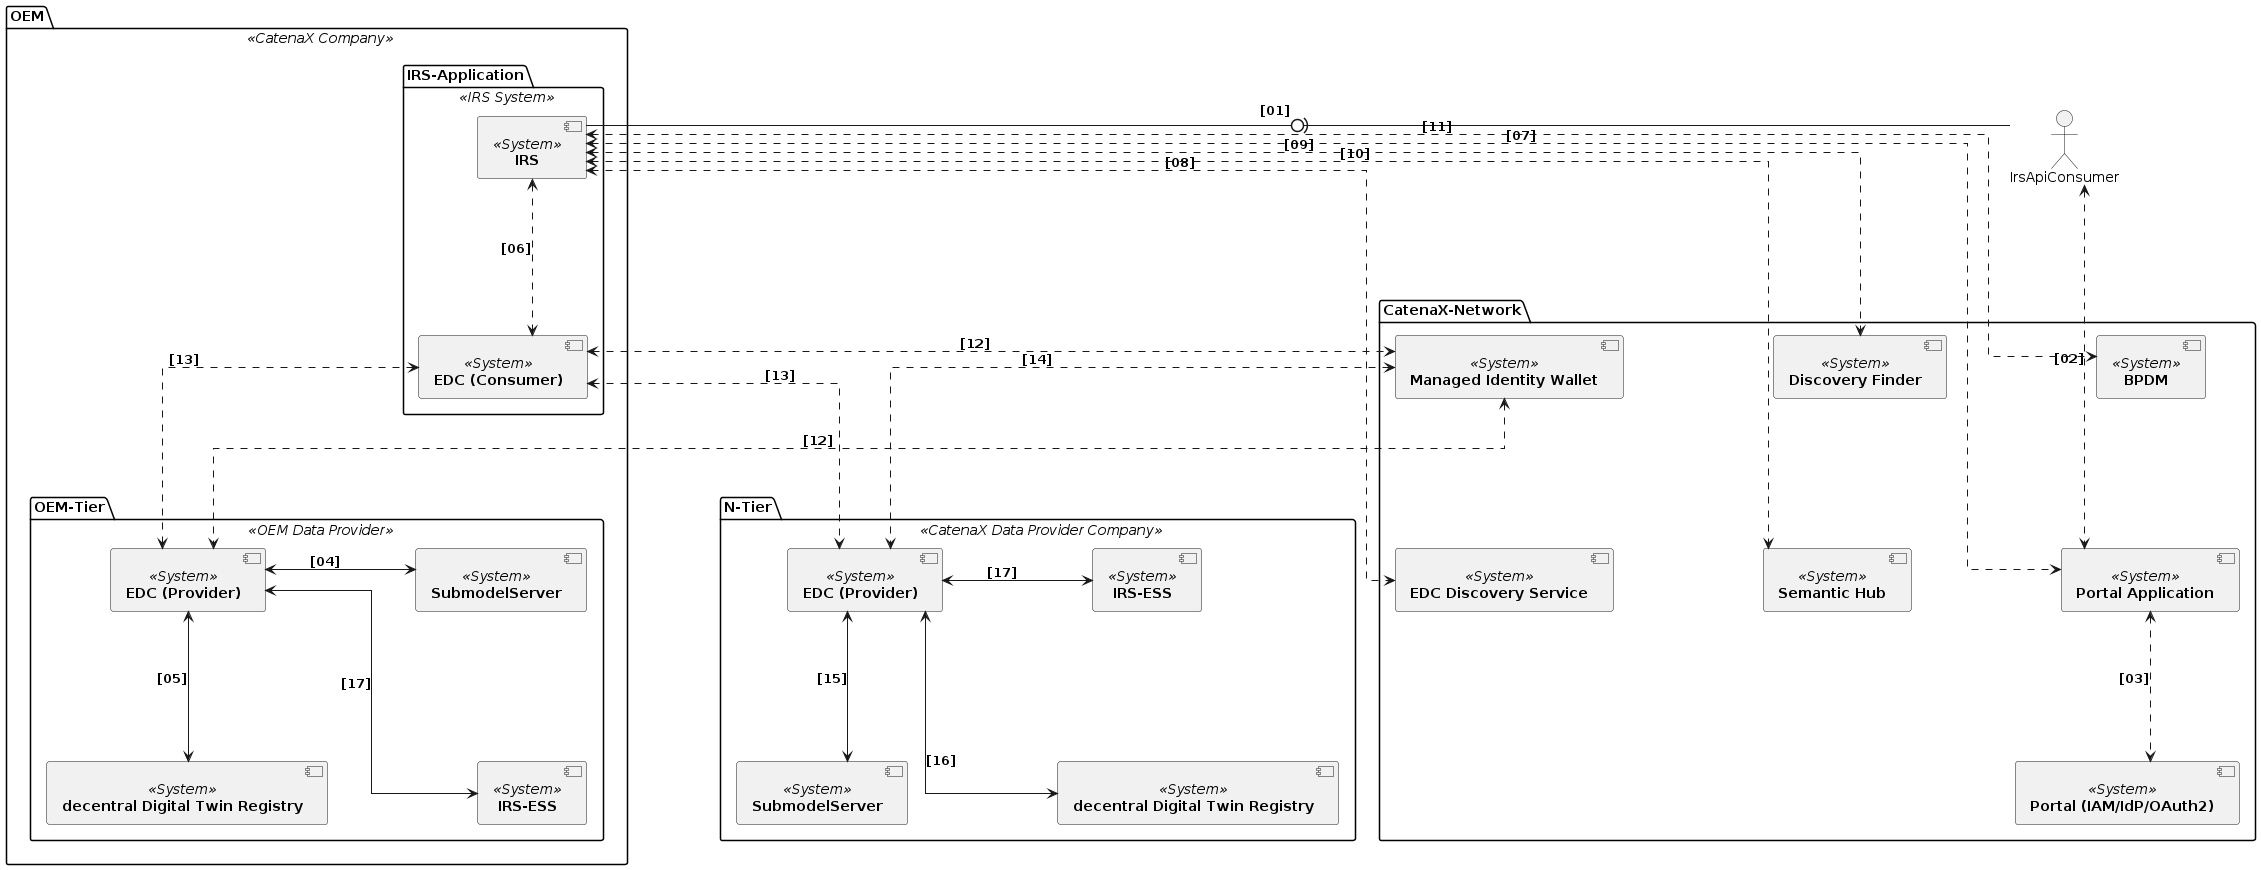 OEM
«CatenaX Company»
IRS-Application
«IRS System»
«System»
IRS
[01]
[11]
[07]
[09]
[10]
[08]
IrsApiConsumer
[06]
CatenaX-Network
[13]
«System»
EDC (Consumer)
[12]
[14]
[13]
«System»
Managed Identity Wallet
«System»
Discovery Finder
[02]
«System»
BPDM
[12]
OEM-Tier
«OEM Data Provider»
«System»
EDC (Provider)
[04]
«System»
SubmodelServer
N-Tier
«CatenaX Data Provider Company»
«System»
EDC (Provider)
[17]
«System»
IRS-ESS
«System»
EDC Discovery Service
«System»
Semantic Hub
«System»
Portal Application
[05]
[17]
[15]
[16]
[03]
«System»
decentral Digital Twin Registry
«System»
IRS-ESS
«System»
SubmodelServer
«System»
decentral Digital Twin Registry
«System»
Portal (IAM/IdP/OAuth2)